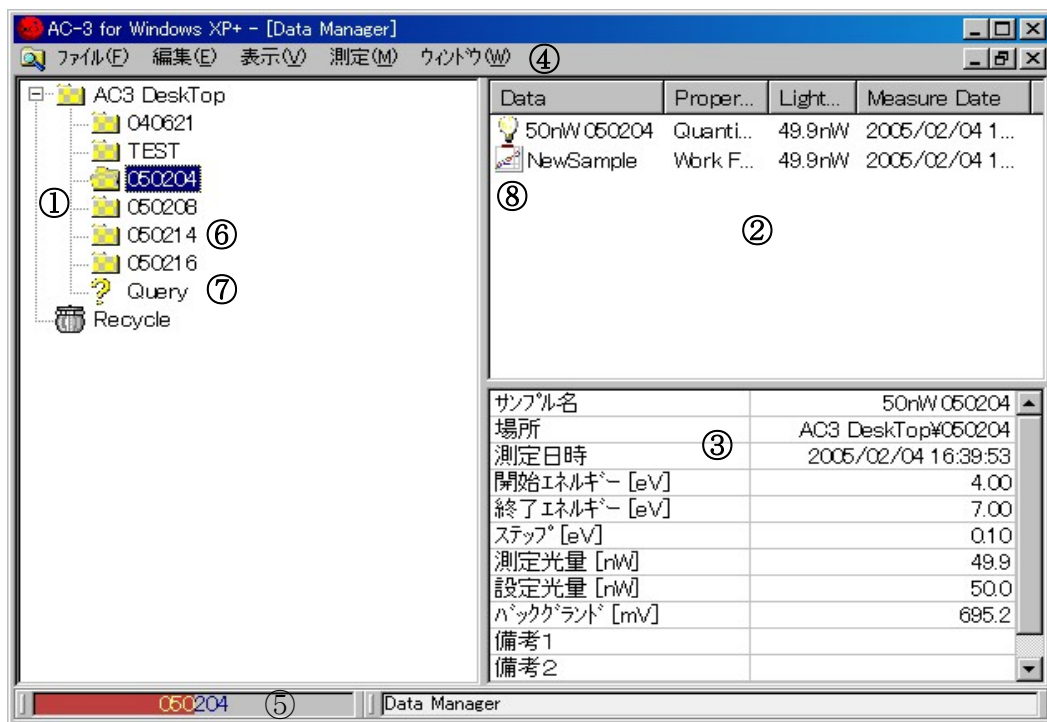 AC-3 for Windows XP+ - [Data Manager]
ﾌｧｲﾙ(F) 編集(E) 表示(V) 測定(M) ｳｨﾝﾄﾞｳ(W) ④
AC3 DeskTop
040621
TEST
050204
① 050208
050214 ⑥
050216
Query ⑦
Recycle
Data Proper... Light... Measure Date
50nW 050204 Quanti... 49.9nW 2005/02/04 1...
NewSample Work F... 49.9nW 2005/02/04 1...
⑧
②
ｻﾝﾌﾟﾙ名 50nW 050204
場所 AC3 DeskTop¥050204
③
測定日時 2005/02/04 16:39:53
開始ｴﾈﾙｷﾞｰ [eV] 4.00
終了ｴﾈﾙｷﾞｰ [eV] 7.00
ｽﾃｯﾌﾟ [eV] 0.10
測定光量 [nW] 49.9
設定光量 [nW] 50.0
ﾊﾞｯｸｸﾞﾗﾝﾄﾞ [mV] 695.2
備考1
備考2
050204 ⑤ Data Manager